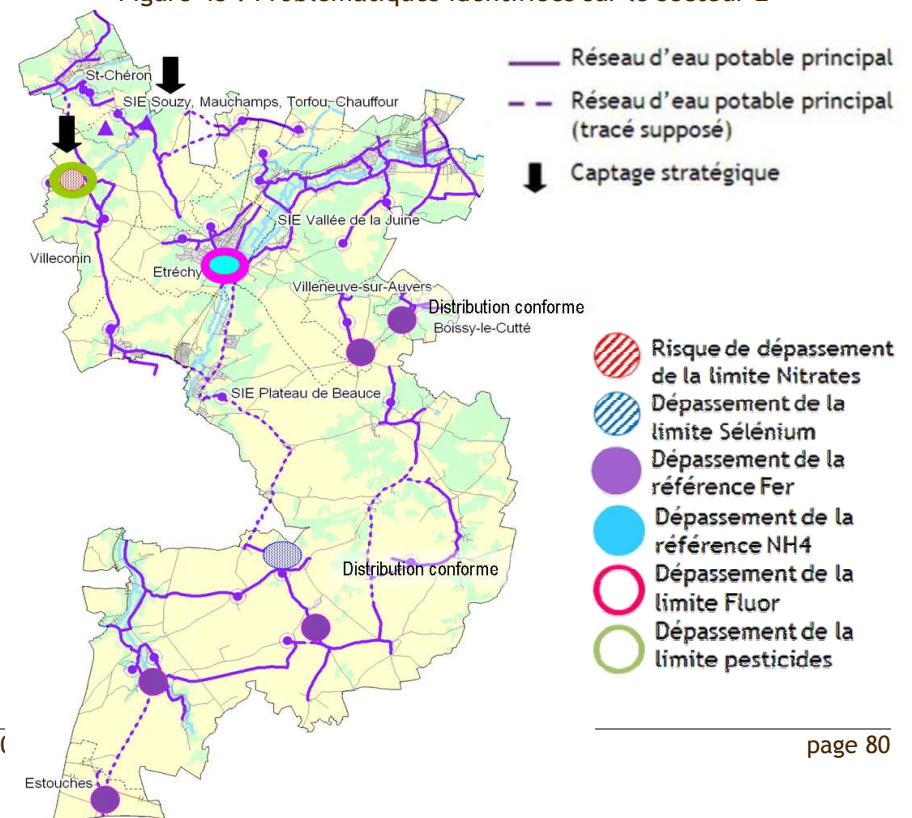 St-Chéron
SIE Souzy, Mauchamps, Torfou, Chauffour
SIE Vallée de la Juine
Villeconin
Etréchy
Villeneuve-sur-Auvers
Distribution conforme
Boissy-le-Cutté
SIE Plateau de Beauce
Distribution conforme
Estouches
Réseau d'eau potable principal
Réseau d'eau potable principal
(tracé supposé)
Captage stratégique
Risque de dépassement
de la limite Nitrates
Dépassement de la
limite Sélénium
Dépassement de la
référence Fer
Dépassement de la
référence NH4
Dépassement de la
limite Fluor
Dépassement de la
limite pesticides
page 80